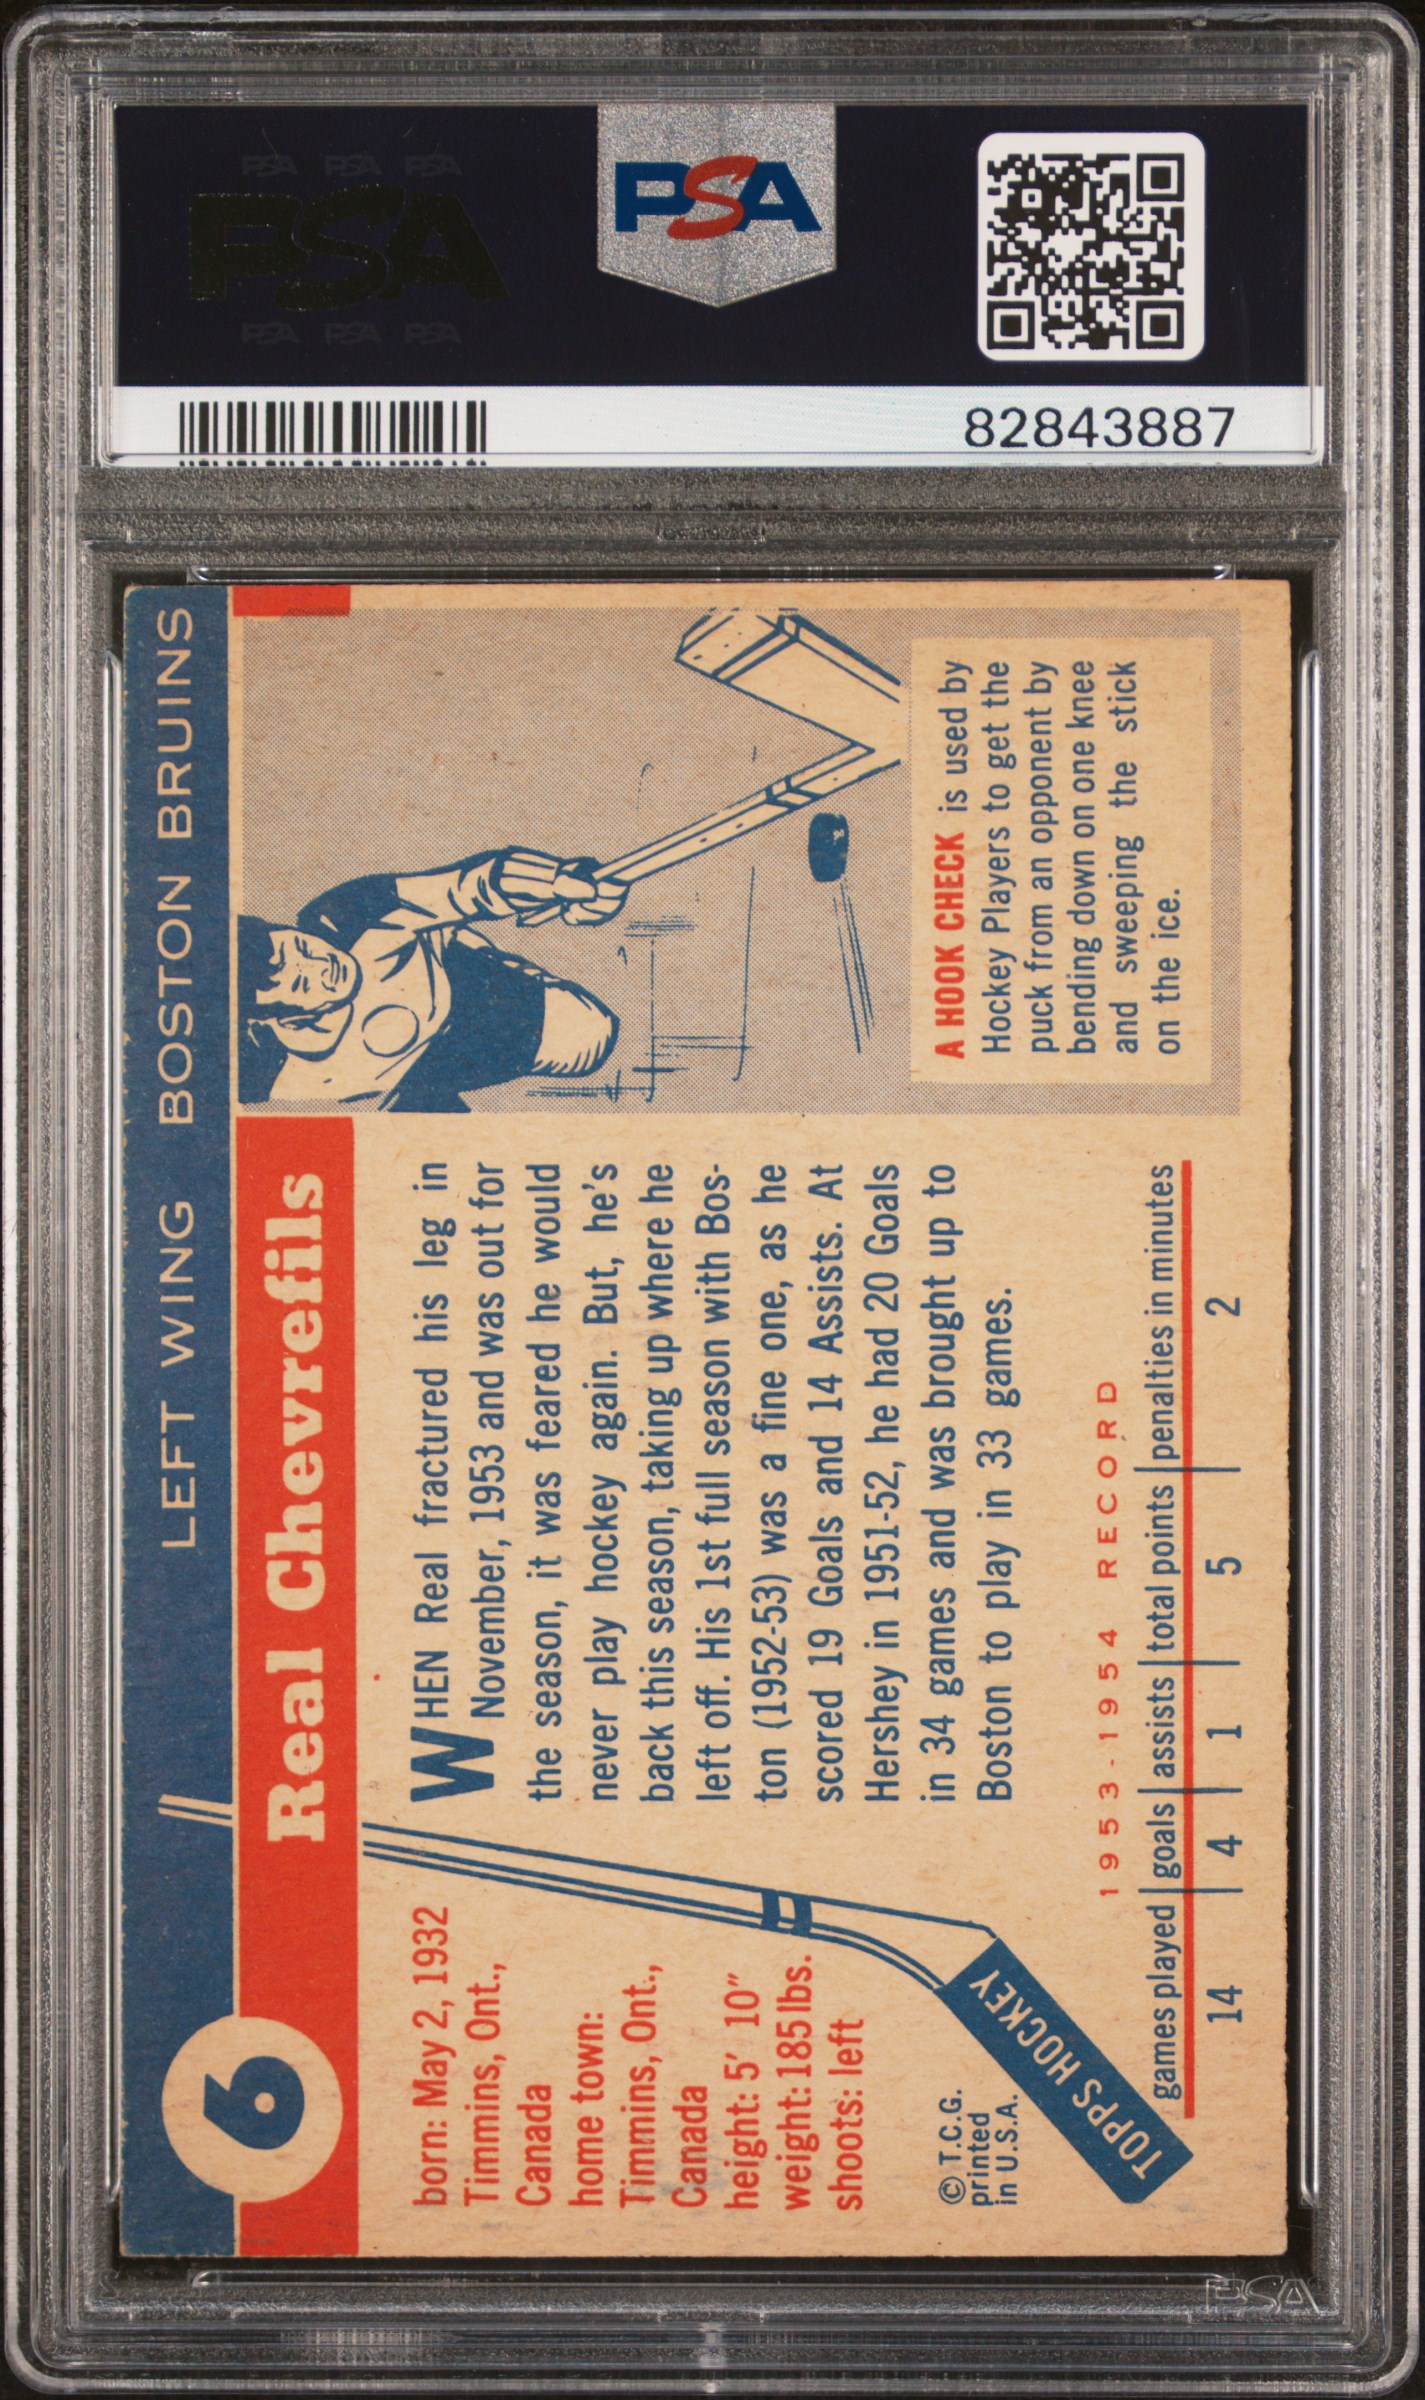 PSA PSA PSA
PSA
PSA PSA PSA
PSA
82843887
6
LEFT WING BOSTON BRUINS
Real Chevrefils
born: May 2, 1932
Timmins, Ont.,
Canada
home town:
Timmins, Ont.,
Canada
height: 5' 10"
weight: 185 lbs.
shoots: left
© T.C.G.
printed
in U.S.A.
TOPPS HOCKEY
WHEN Real fractured his leg in
November, 1953 and was out for
the season, it was feared he would
never play hockey again. But, he's
back this season, taking up where he
left off. His 1st full season with Bos-
ton (1952-53) was a fine one, as he
scored 19 Goals and 14 Assists. At
Hershey in 1951-52, he had 20 Goals
in 34 games and was brought up to
Boston to play in 33 games.
1953-1954 RECORD
games played goals assists total points penalties in minutes
14 4 1 5 2
A HOOK CHECK is used by
Hockey Players to get the
puck from an opponent by
bending down on one knee
and sweeping the stick
on the ice.
PSA